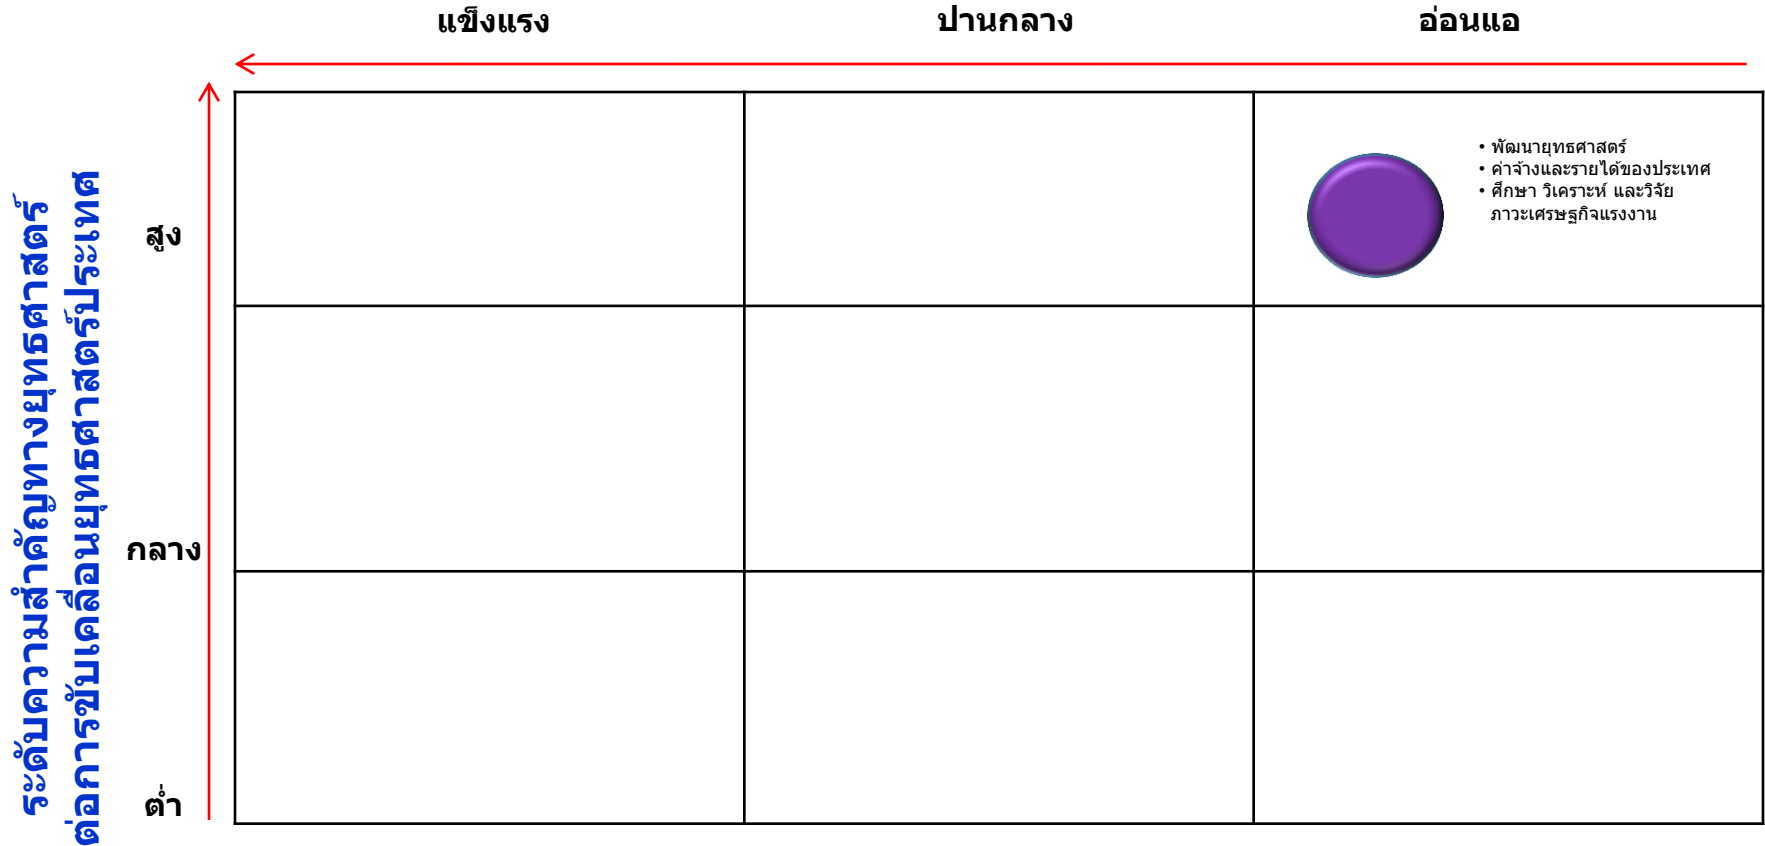 แข็งแรง ปานกลาง อ่อนแอ
ระดับความสำคัญทางยุทธศาสตร์
ต่อการขับเคลื่อนยุทธศาสตร์ประเทศ
สูง
• พัฒนายุทธศาสตร์
• ค่าจ้างและรายได้ของประเทศ
• ศึกษา วิเคราะห์ และวิจัย
ภาวะเศรษฐกิจแรงงาน
กลาง
ต่ำ